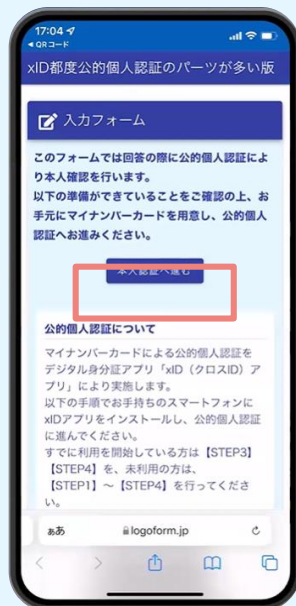 17:04
QRコード
xID都度公的個人認証のパーツが多い版
入力フォーム
このフォームでは回答の際に公的個人認証によ
り本人確認を行います。
以下の準備ができていることをご確認の上、お
手元にマイナンバーカードを用意し、公的個人
認証へお進みください。
本人認証へ進む
公的個人認証について
マイナンバーカードによる公的個人認証を
デジタル身分証アプリ「xID（クロスID）ア
プリ」により実施します。
以下の手順でお手持ちのスマートフォンに
xIDアプリをインストールし、公的個人認証
に進んでください。
すでに利用を開始している方は【STEP3】
【STEP4】を、未利用の方は、
【STEP1】～【STEP4】を行ってくださ
い。
ぁあ logoform.jp